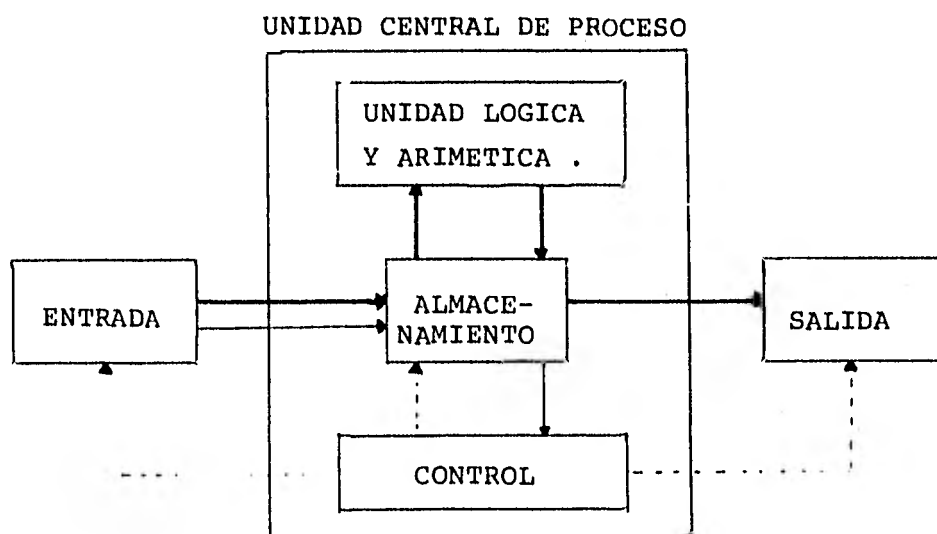 UNIDAD CENTRAL DE PROCESO
UNIDAD LOGICA
Y ARIMETICA .
ENTRADA
ALMACE-
NAMIENTO
SALIDA
CONTROL